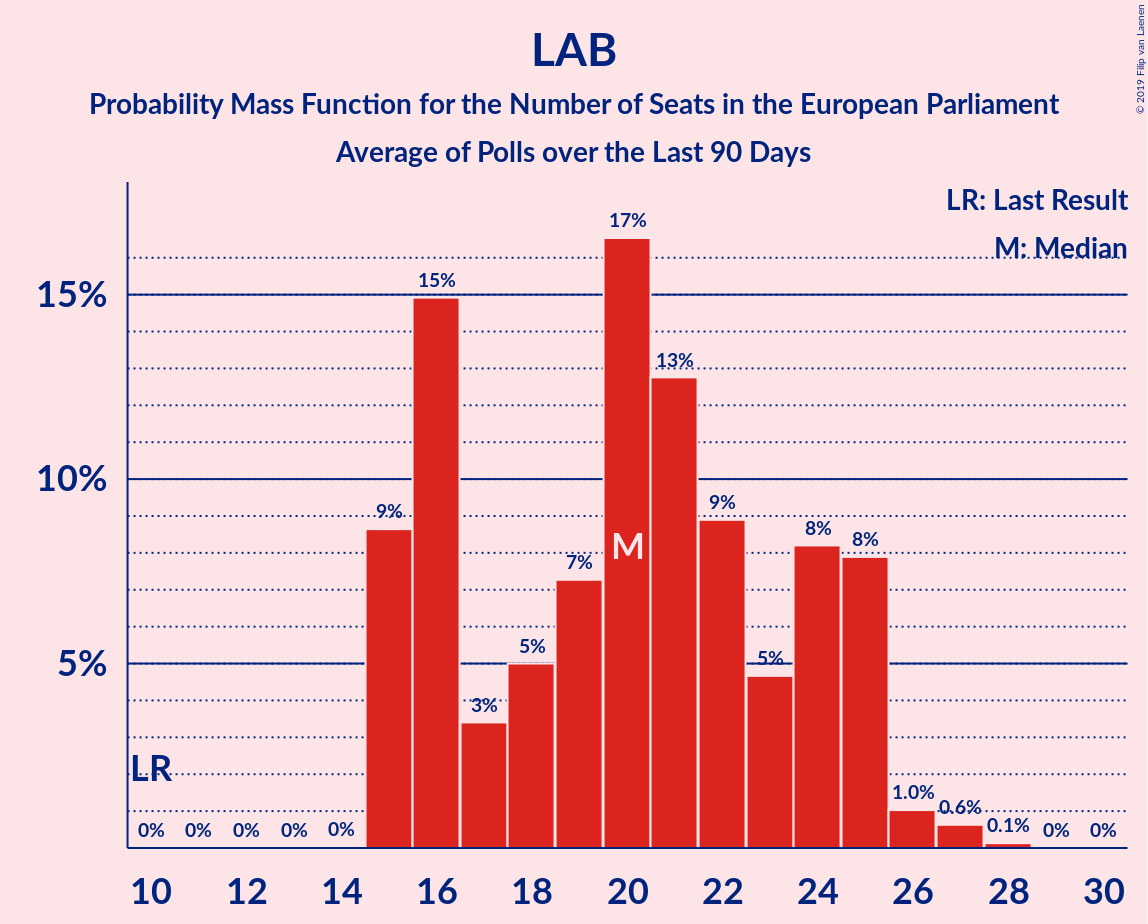 LAB
Probability Mass Function for the Number of Seats in the European Parliament
Average of Polls over the Last 90 Days
© 2019 Filip van Laenen
LR: Last Result
M: Median
17%
15%
15%
13%
10%
9%
9%
8%
8%
7%
M
5%
5%
5%
3%
LR
1.0%
0.6%
0.1%
0% 0% 0% 0% 0% 0% 0%
10 12 14 16 18 20 22 24 26 28 30